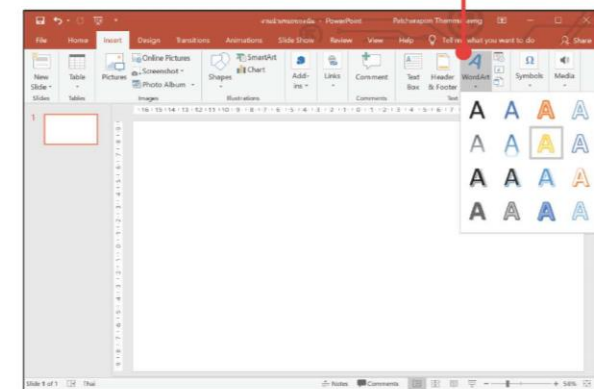 PowerPoint
File Home Insert Design Transitions Animations Slide Show Review View Help Tell me what you want to do Share
Online Pictures SmartArt
Screenshot Chart
Photo Album
New Slide Table Pictures Shapes Add-ins Links Comment Text Box Header & Footer WordArt Symbols Media
Slides Tables Images Illustrations Comments Text
1
Slide 1 of 1 Thai Notes Comments 58%